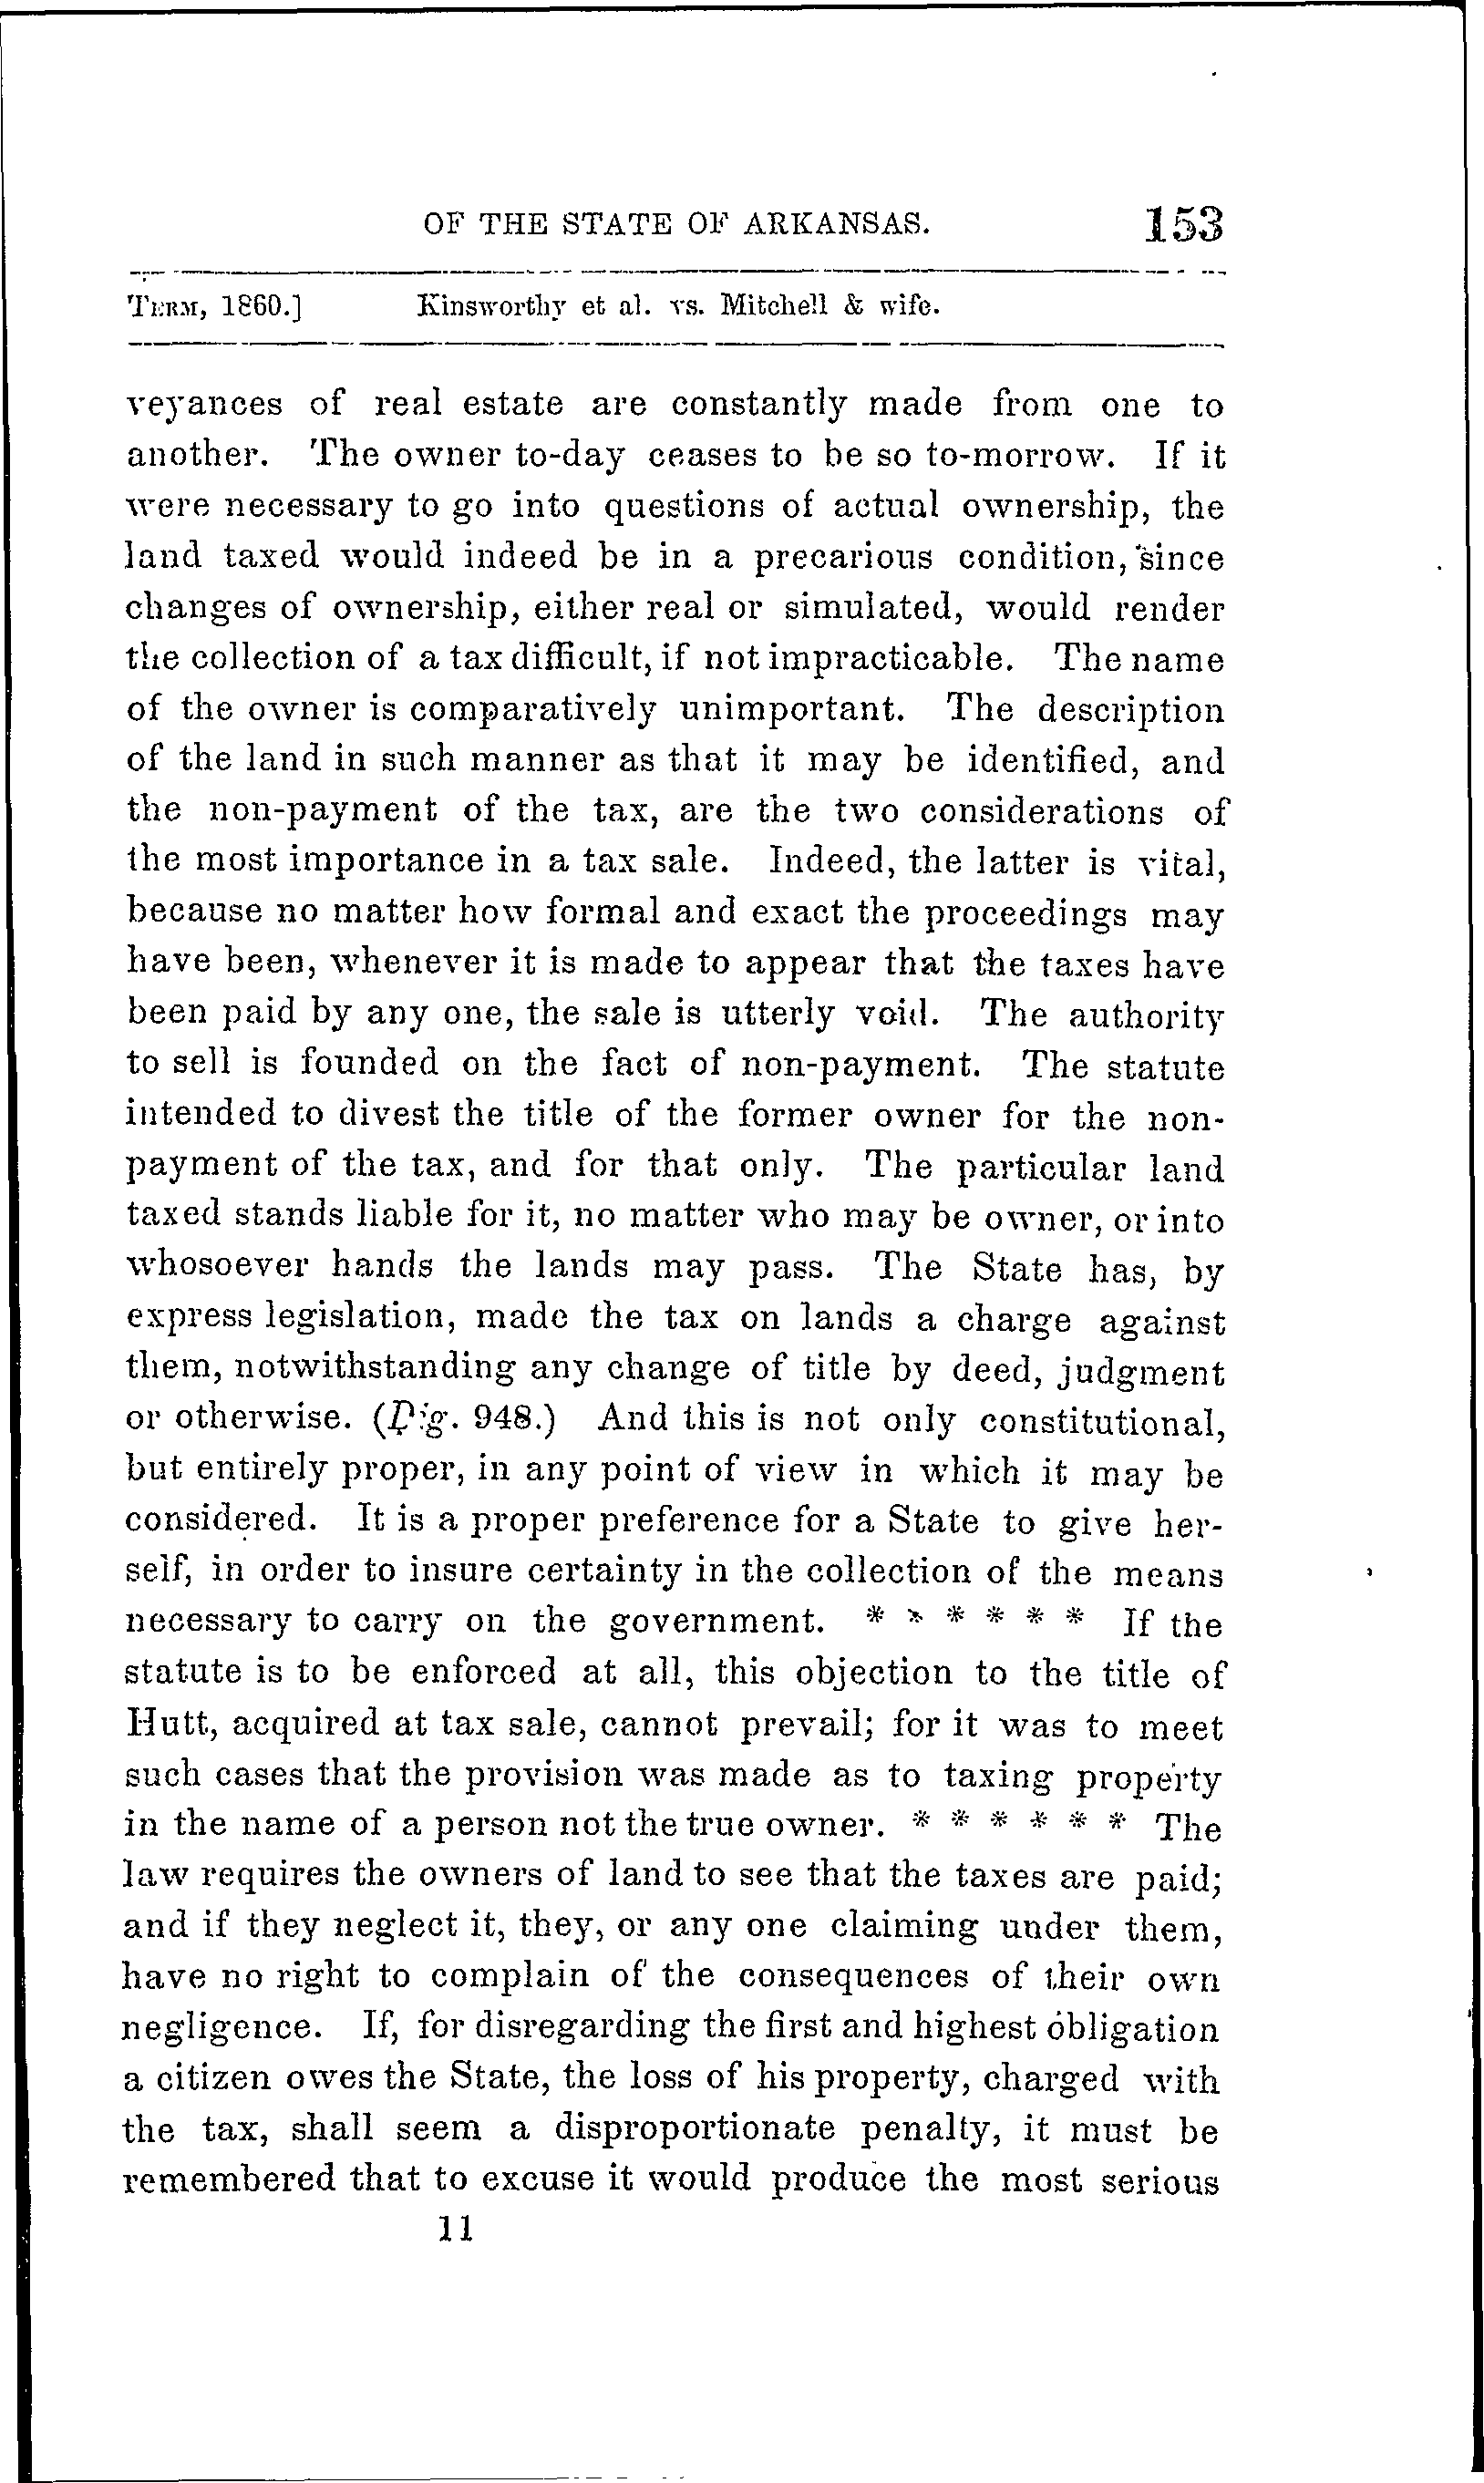 OF THE STATE OF ARKANSAS. 153
TERM, 1860.] Kinsworthy et al. vs. Mitchell & wife.
veyances of real estate are constantly made from one to
another. The owner to-day ceases to be so to-morrow. If it
were necessary to go into questions of actual ownership, the
land taxed would indeed be in a precarious condition, since
changes of ownership, either real or simulated, would render
the collection of a tax difficult, if not impracticable. The name
of the owner is comparatively unimportant. The description
of the land in such manner as that it may be identified, and
the non-payment of the tax, are the two considerations of
the most importance in a tax sale. Indeed, the latter is vital,
because no matter how formal and exact the proceedings may
have been, whenever it is made to appear that the taxes have
been paid by any one, the sale is utterly void. The authority
to sell is founded on the fact of non-payment. The statute
intended to divest the title of the former owner for the non-
payment of the tax, and for that only. The particular land
taxed stands liable for it, no matter who may be owner, or into
whosoever hands the lands may pass. The State has, by
express legislation, made the tax on lands a charge against
them, notwithstanding any change of title by deed, judgment
or otherwise. (Dig. 948.) And this is not only constitutional,
but entirely proper, in any point of view in which it may be
considered. It is a proper preference for a State to give her-
self, in order to insure certainty in the collection of the means
necessary to carry on the government. * * * * * * If the
statute is to be enforced at all, this objection to the title of
Hutt, acquired at tax sale, cannot prevail; for it was to meet
such cases that the provision was made as to taxing property
in the name of a person not the true owner. * * * * * * The
law requires the owners of land to see that the taxes are paid;
and if they neglect it, they, or any one claiming under them,
have no right to complain of the consequences of their own
negligence. If, for disregarding the first and highest obligation
a citizen owes the State, the loss of his property, charged with
the tax, shall seem a disproportionate penalty, it must be
remembered that to excuse it would produce the most serious
11